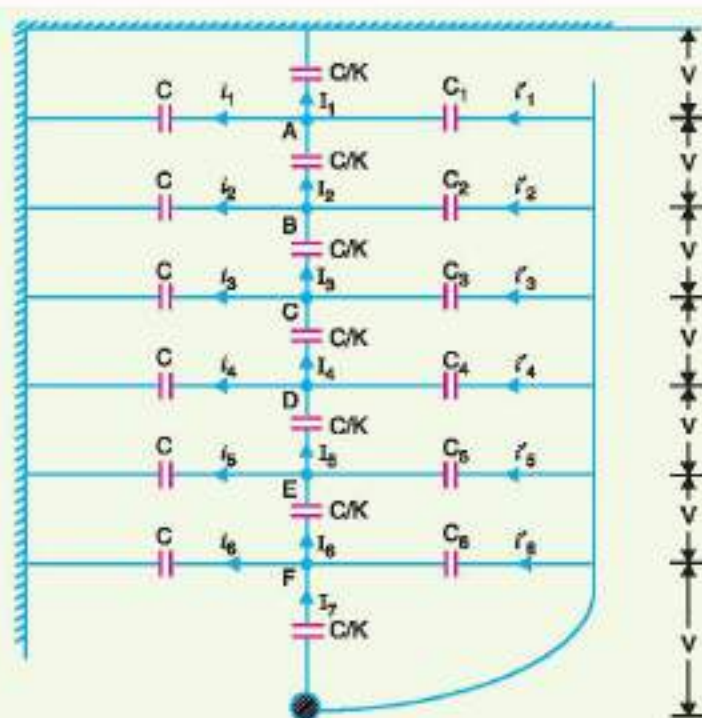 C/K V
C i₁ I₁ C₁ i'₁
A C/K V
C i₂ I₂ C₂ i'₂
B C/K V
C i₃ I₃ C₃ i'₃
C C/K V
C i₄ I₄ C₄ i'₄
D C/K V
C i₅ I₅ C₅ i'₅
E C/K V
C i₆ I₆ C₆ i'₆
F I₇
C/K V